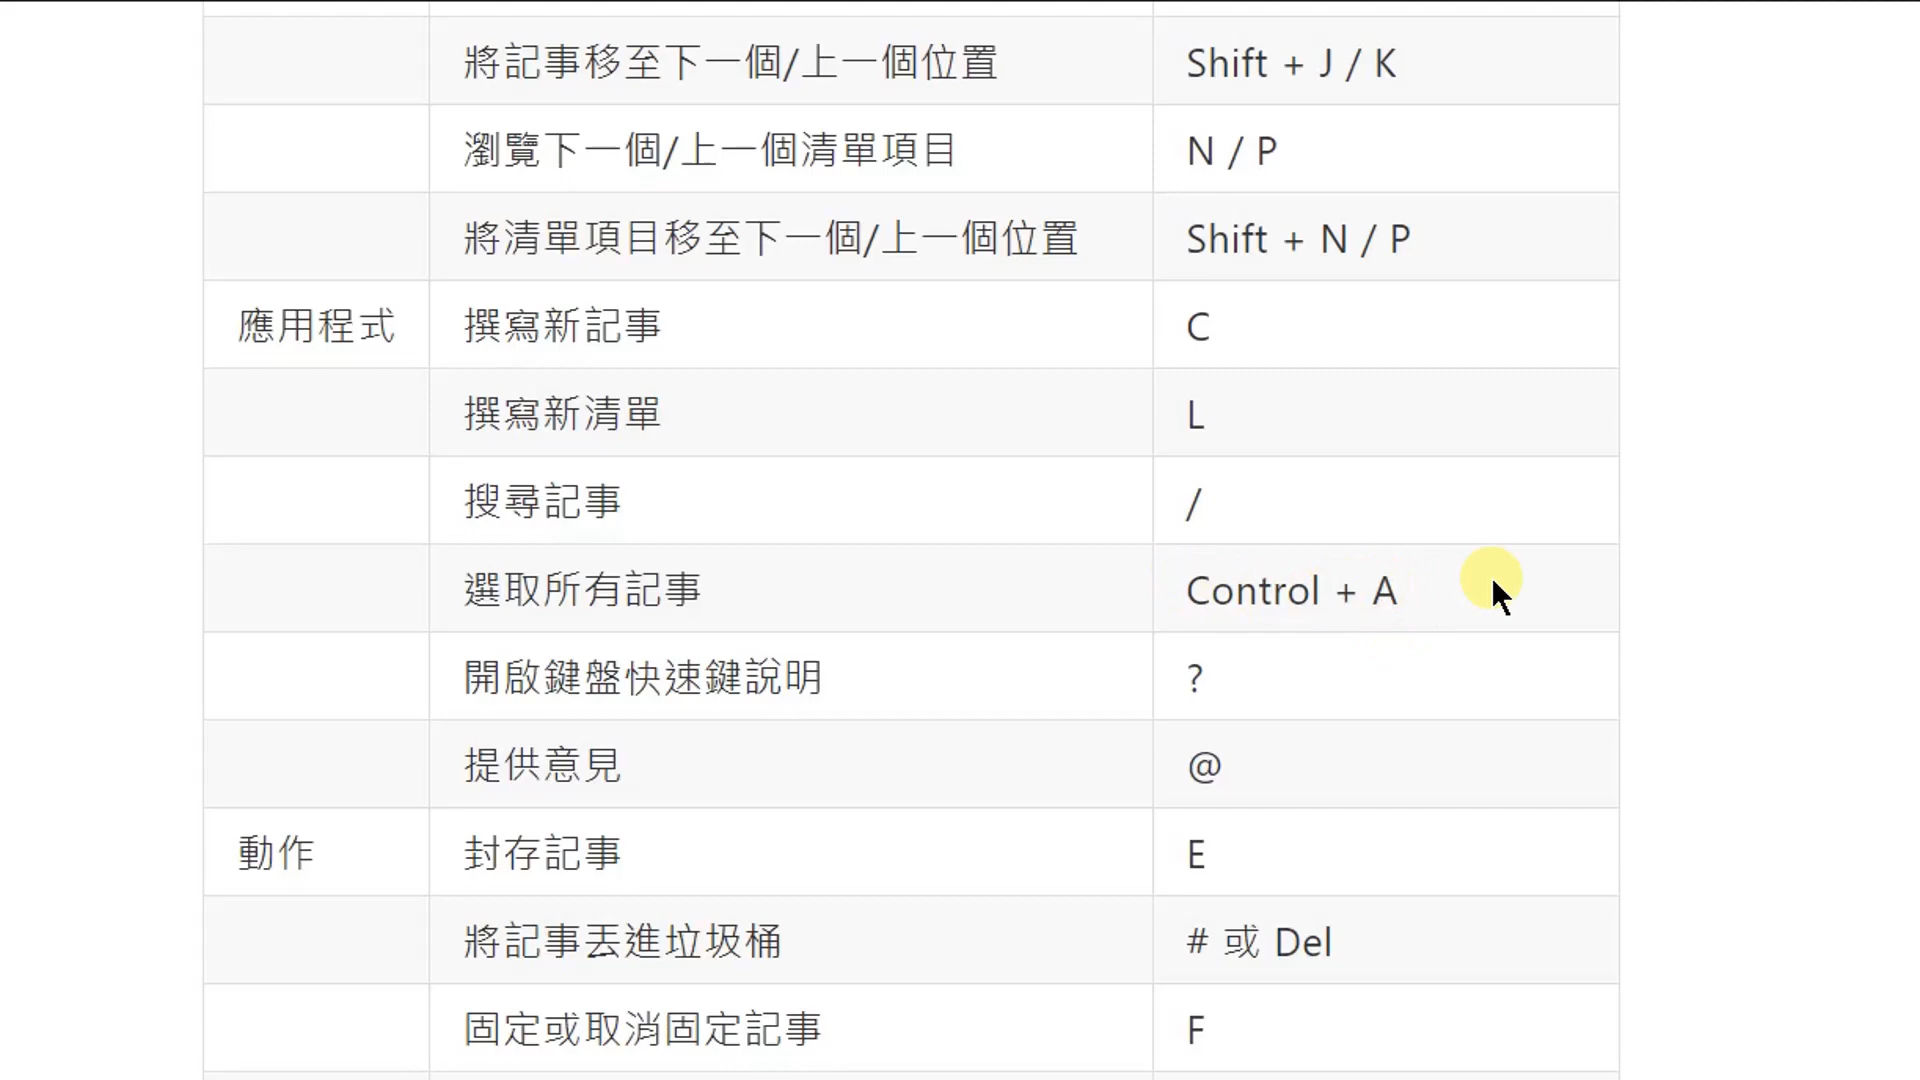 將記事移至下一個/上一個位置 Shift + J / K
瀏覽下一個/上一個清單項目 N / P
將清單項目移至下一個/上一個位置 Shift + N / P
應用程式 撰寫新記事 C
撰寫新清單 L
搜尋記事 /
選取所有記事 Control + A
開啟鍵盤快速鍵說明 ?
提供意見 @
動作 封存記事 E
將記事丟進垃圾桶 # 或 Del
固定或取消固定記事 F